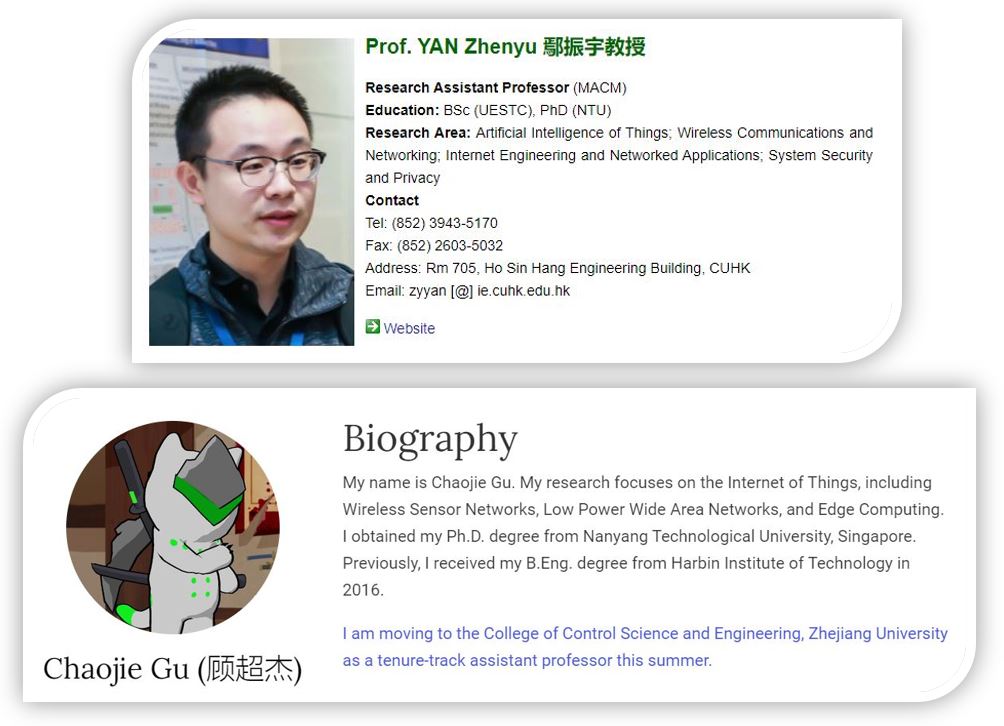 Prof. YAN Zhenyu 鄢振宇教授
Research Assistant Professor (MACM)
Education: BSc (UESTC), PhD (NTU)
Research Area: Artificial Intelligence of Things; Wireless Communications and
Networking; Internet Engineering and Networked Applications; System Security
and Privacy
Contact
Tel: (852) 3943-5170
Fax: (852) 2603-5032
Address: Rm 705, Ho Sin Hang Engineering Building, CUHK
Email: zyyan [@] ie.cuhk.edu.hk
Website
Biography
My name is Chaojie Gu. My research focuses on the Internet of Things, including
Wireless Sensor Networks, Low Power Wide Area Networks, and Edge Computing.
I obtained my Ph.D. degree from Nanyang Technological University, Singapore.
Previously, I received my B.Eng. degree from Harbin Institute of Technology in
2016.
I am moving to the College of Control Science and Engineering, Zhejiang University
as a tenure-track assistant professor this summer.
Chaojie Gu (顾超杰)